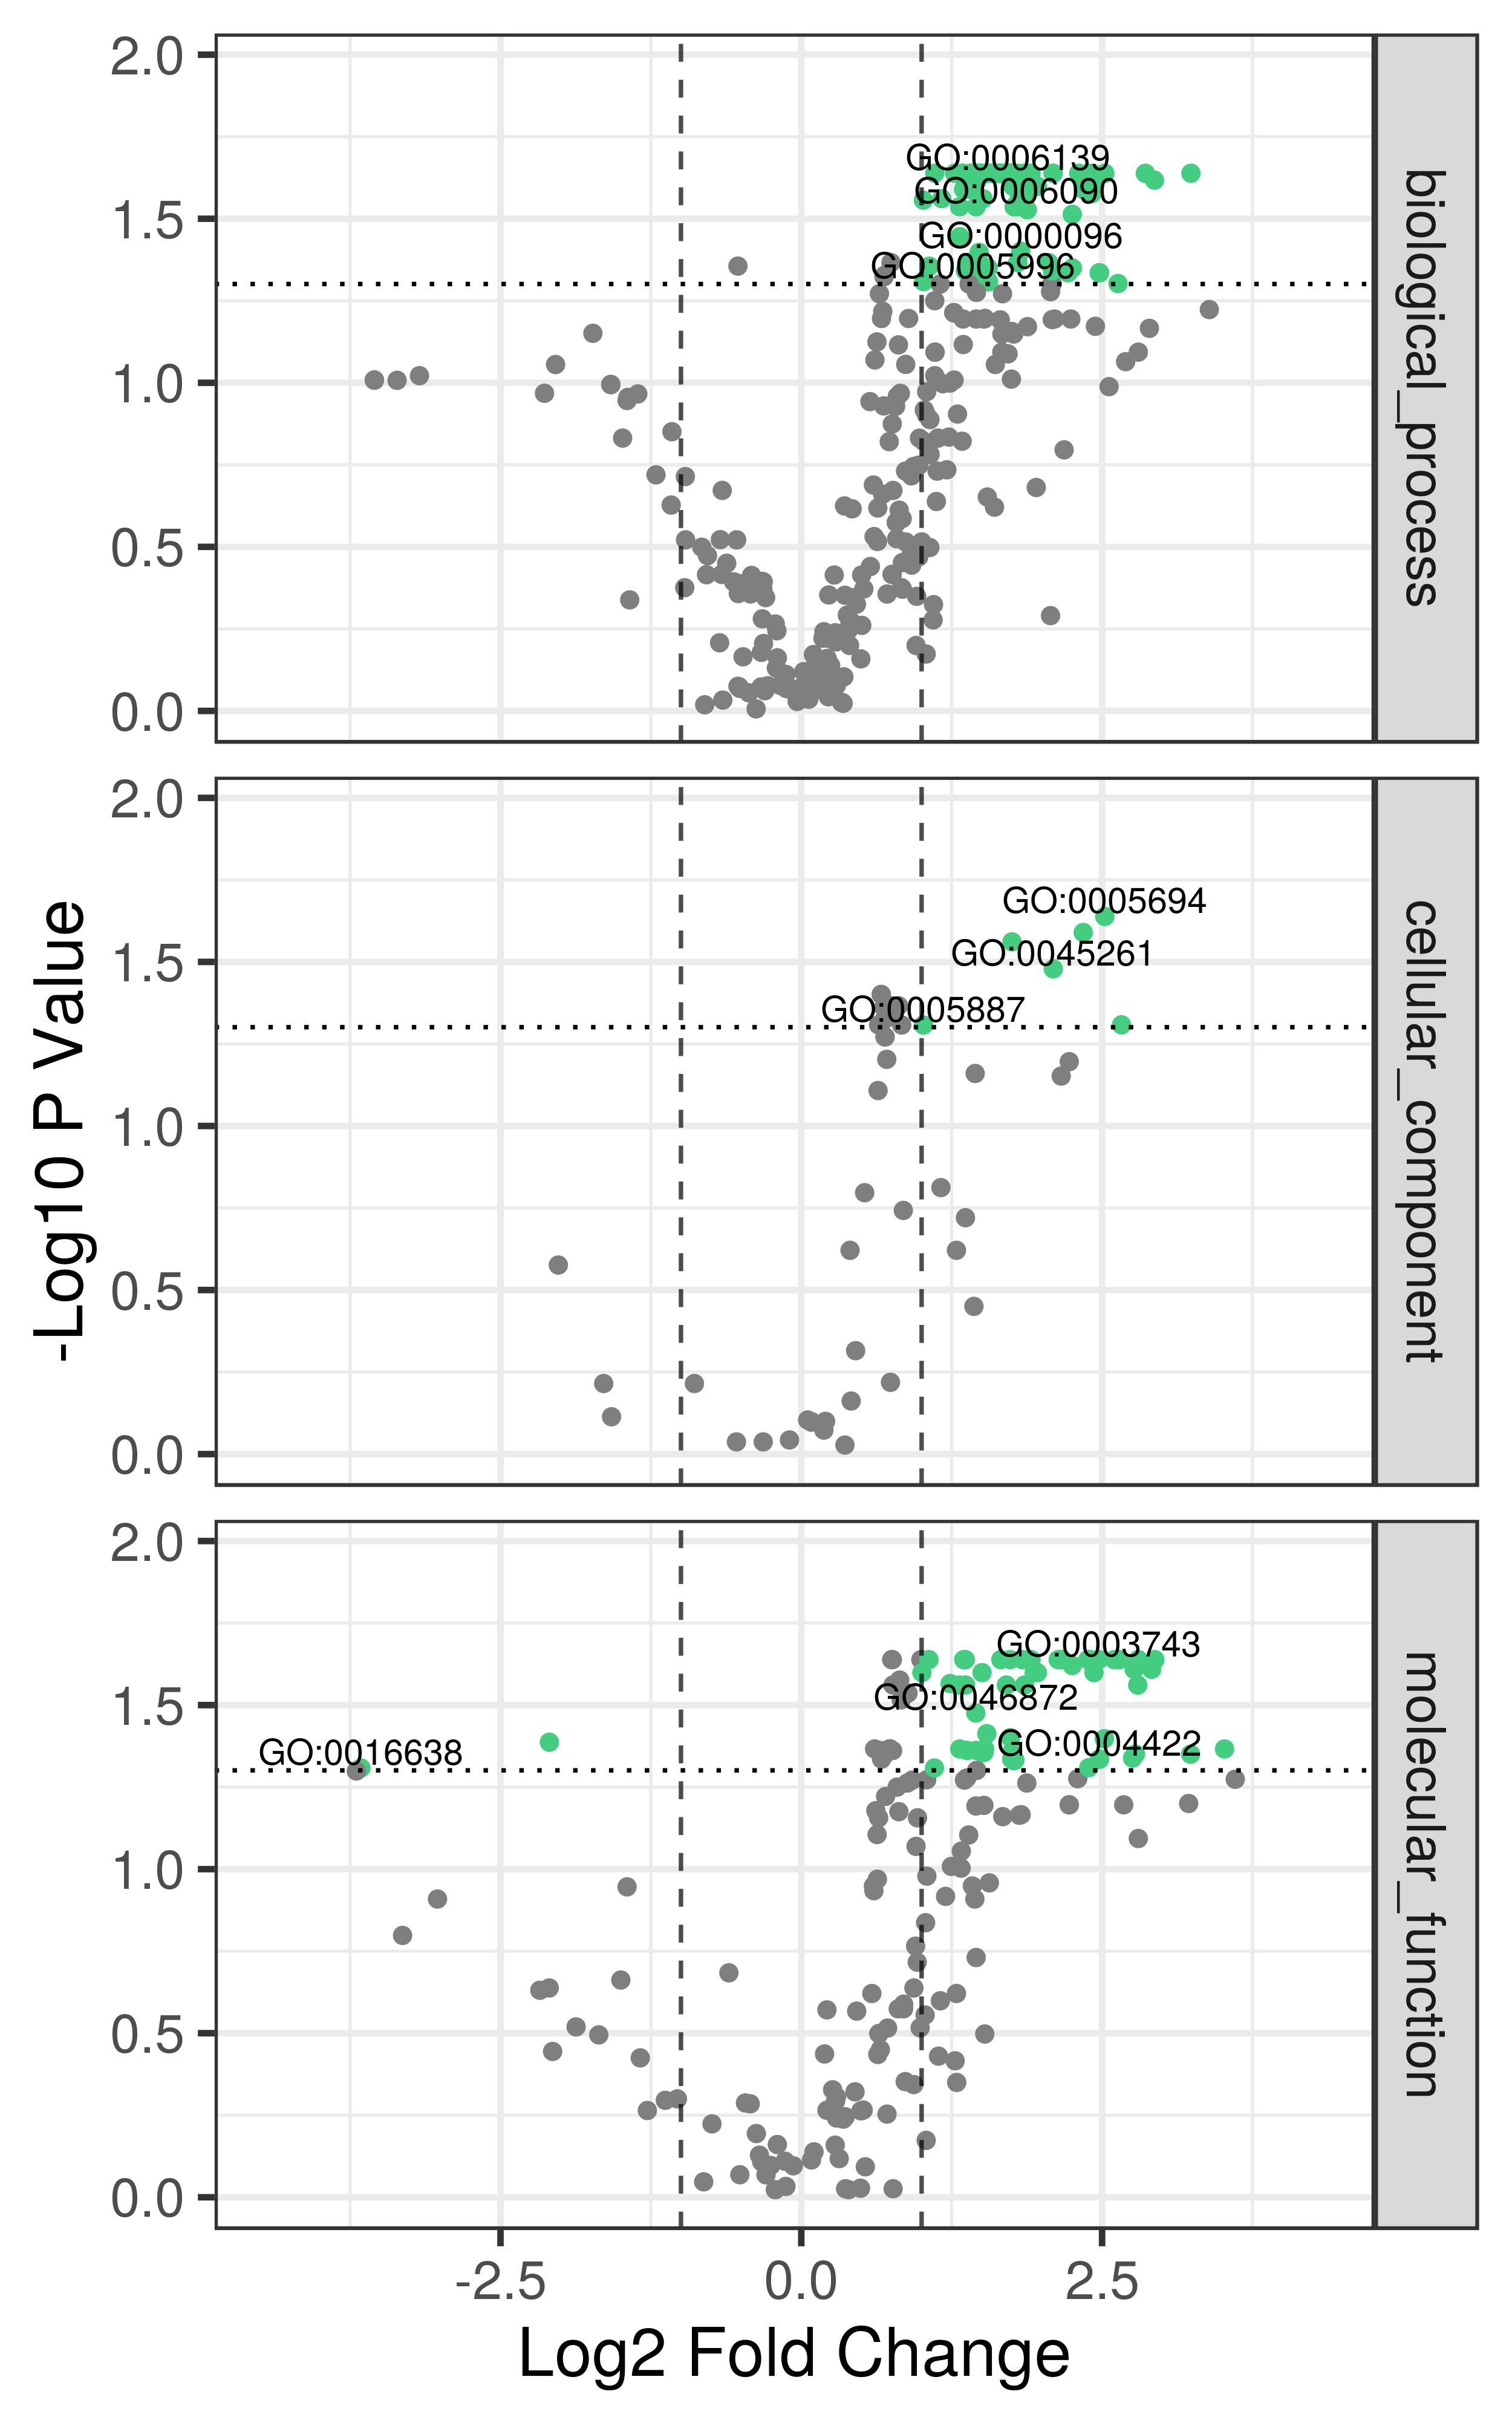 -Log10 P Value
2.0
1.5
1.0
0.5
0.0
GO:0006139
GO:0006090
GO:0000096
GO:0005996
biological_process
2.0
1.5
1.0
0.5
0.0
GO:0005694
GO:0045261
GO:0005887
cellular_component
2.0
1.5
1.0
0.5
0.0
GO:0003743
GO:0046872
GO:0004422
GO:0016638
molecular_function
-2.5 0.0 2.5
Log2 Fold Change